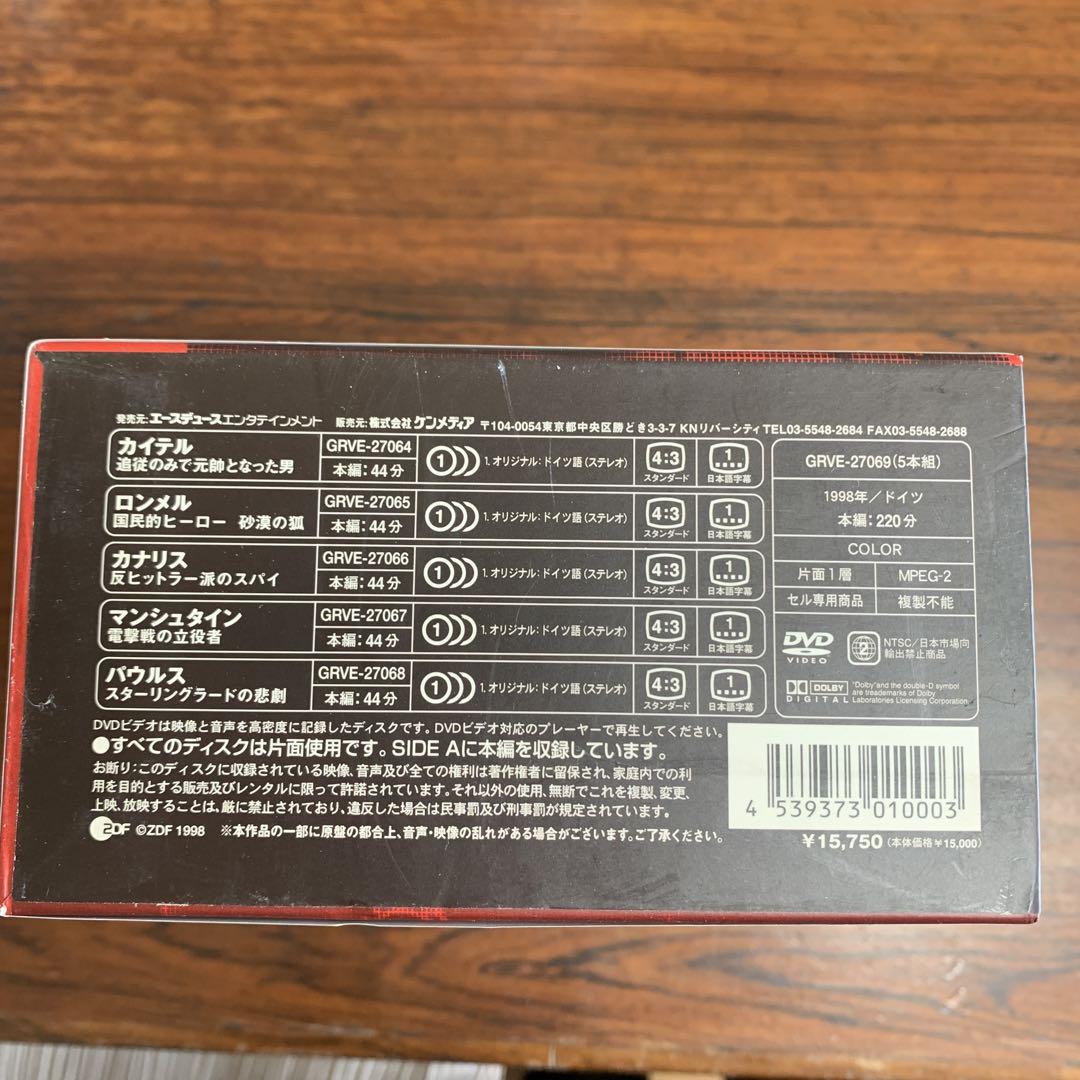 発売元:エースデュースエンタテインメント 販売元:株式会社ケンメディア 〒104-0054東京都中央区勝どき3-3-7 KNリバーシティTEL03-5548-2684 FAX03-5548-2688
カイテル
追従のみで元帥となった男
GRVE-27064
本編:44分
1 1.オリジナル:ドイツ語(ステレオ)
4:3
スタンダード
1
日本語字幕
ロンメル
国民的ヒーロー 砂漠の狐
GRVE-27065
本編:44分
1 1.オリジナル:ドイツ語(ステレオ)
4:3
スタンダード
1
日本語字幕
カナリス
反ヒットラー派のスパイ
GRVE-27066
本編:44分
1 1.オリジナル:ドイツ語(ステレオ)
4:3
スタンダード
1
日本語字幕
マンシュタイン
電撃戦の立役者
GRVE-27067
本編:44分
1 1.オリジナル:ドイツ語(ステレオ)
4:3
スタンダード
1
日本語字幕
パウルス
スターリングラードの悲劇
GRVE-27068
本編:44分
1 1.オリジナル:ドイツ語(ステレオ)
4:3
スタンダード
1
日本語字幕
GRVE-27069(5本組)
1998年/ドイツ
本編:220分
COLOR
片面1層 MPEG-2
セル専用商品 複製不能
DVD
VIDEO
2
NTSC/日本市場向
輸出禁止商品
DOLBY
DIGITAL
"Dolby"and the double-D symbol
are trademarks of Dolby
Laboratories Licensing Corporation
DVDビデオは映像と音声を高密度に記録したディスクです。DVDビデオ対応のプレーヤーで再生してください。
●すべてのディスクは片面使用です。SIDE Aに本編を収録しています。
お断り:このディスクに収録されている映像、音声及び全ての権利は著作権者に留保され、家庭内での利
用を目的とする販売及びレンタルに限って許諾されています。それ以外の使用、無断でこれを複製、変更、
上映、放映することは、厳に禁止されており、違反した場合は民事罰及び刑事罰が規定されています。
ZDF ©ZDF 1998 ※本作品の一部に原盤の都合上、音声・映像の乱れがある場合がございます。ご了承ください。
4 539373 010003
¥15,750(本体価格¥15,000)